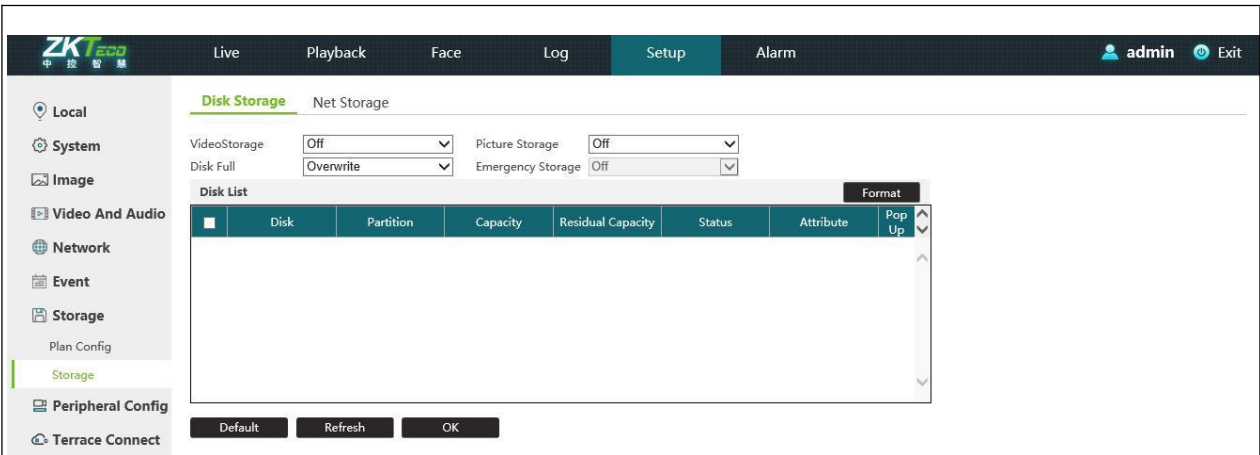 ZKTeco
中控智慧
Live Playback Face Log Setup Alarm admin Exit
Local
System
Image
Video And Audio
Network
Event
Storage
Plan Config
Storage
Peripheral Config
Terrace Connect
Disk Storage Net Storage
VideoStorage Off Picture Storage Off
Disk Full Overwrite Emergency Storage Off
Disk List Format
Disk Partition Capacity Residual Capacity Status Attribute Pop
Up
Default Refresh OK